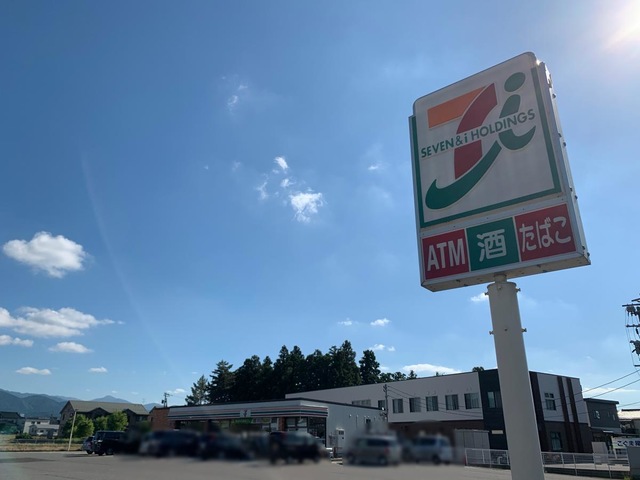 SEVEN & i HOLDINGS
ATM 酒 たばこ